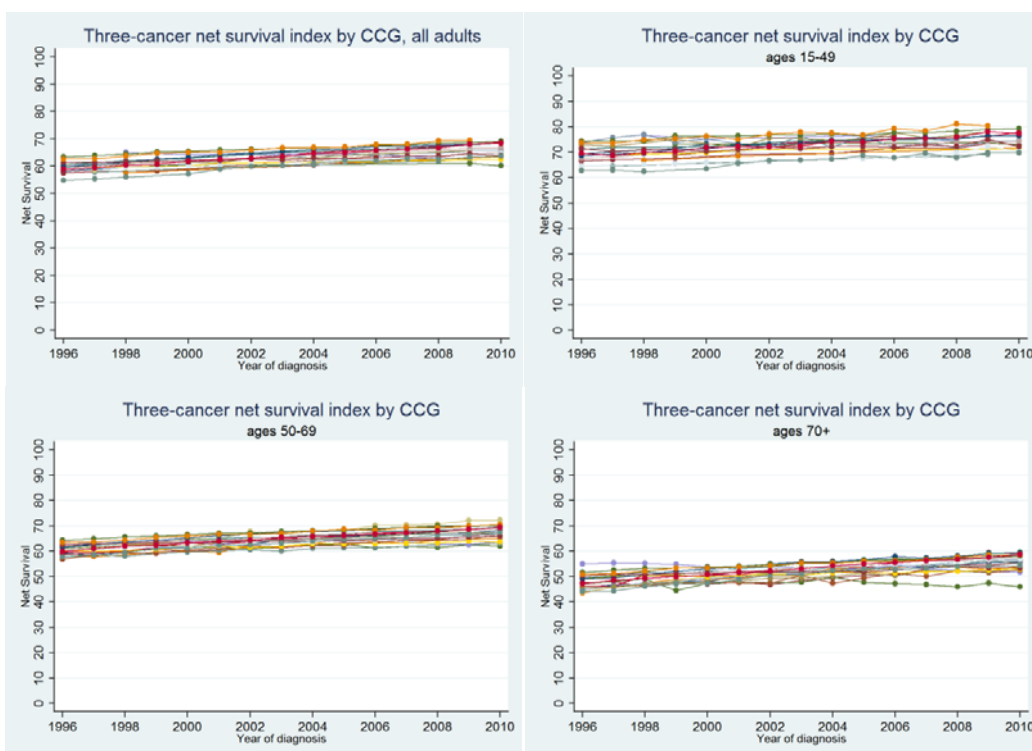 Three-cancer net survival index by CCG, all adults
100
90
80
70
60
50
40
30
20
10
0
Net Survival
1996 1998 2000 2002 2004 2006 2008 2010
Year of diagnosis
Three-cancer net survival index by CCG
ages 15-49
100
90
80
70
60
50
40
30
20
10
0
Net Survival
1996 1998 2000 2002 2004 2006 2008 2010
Year of diagnosis
Three-cancer net survival index by CCG
ages 50-69
100
90
80
70
60
50
40
30
20
10
0
Net Survival
1996 1998 2000 2002 2004 2006 2008 2010
Year of diagnosis
Three-cancer net survival index by CCG
ages 70+
100
90
80
70
60
50
40
30
20
10
0
Net Survival
1996 1998 2000 2002 2004 2006 2008 2010
Year of diagnosis